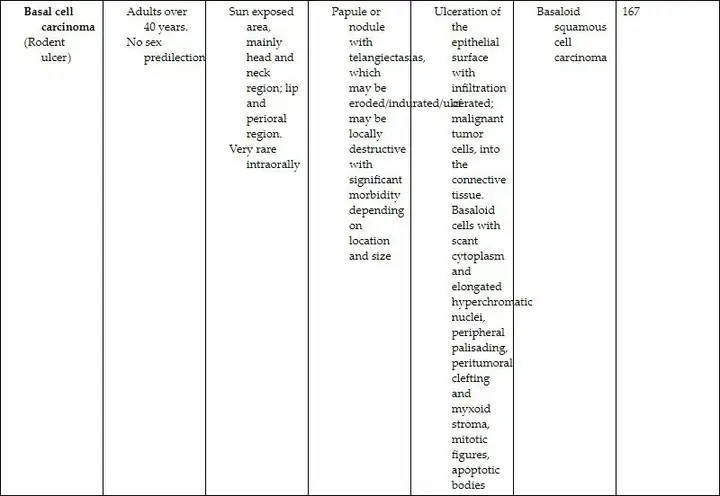 Basal cell
carcinoma
(Rodent
ulcer)
Adults over
40 years.
No sex
predilection
Sun exposed
area,
mainly
head and
neck
region; lip
and
perioral
region.
Very rare
intraorally
Papule or
nodule
with
telangiectasias,
which
may be
eroded/indurated/ulcerated;
may be
locally
destructive
with
significant
morbidity
depending
on
location
and size
Ulceration of
the
epithelial
surface
with
infiltration
of
malignant
tumor
cells, into
the
connective
tissue.
Basaloid
cells with
scant
cytoplasm
and
elongated
hyperchromatic
nuclei,
peripheral
palisading,
peritumoral
clefting
and
myxoid
stroma,
mitotic
figures,
apoptotic
bodies
Basaloid
squamous
cell
carcinoma
167